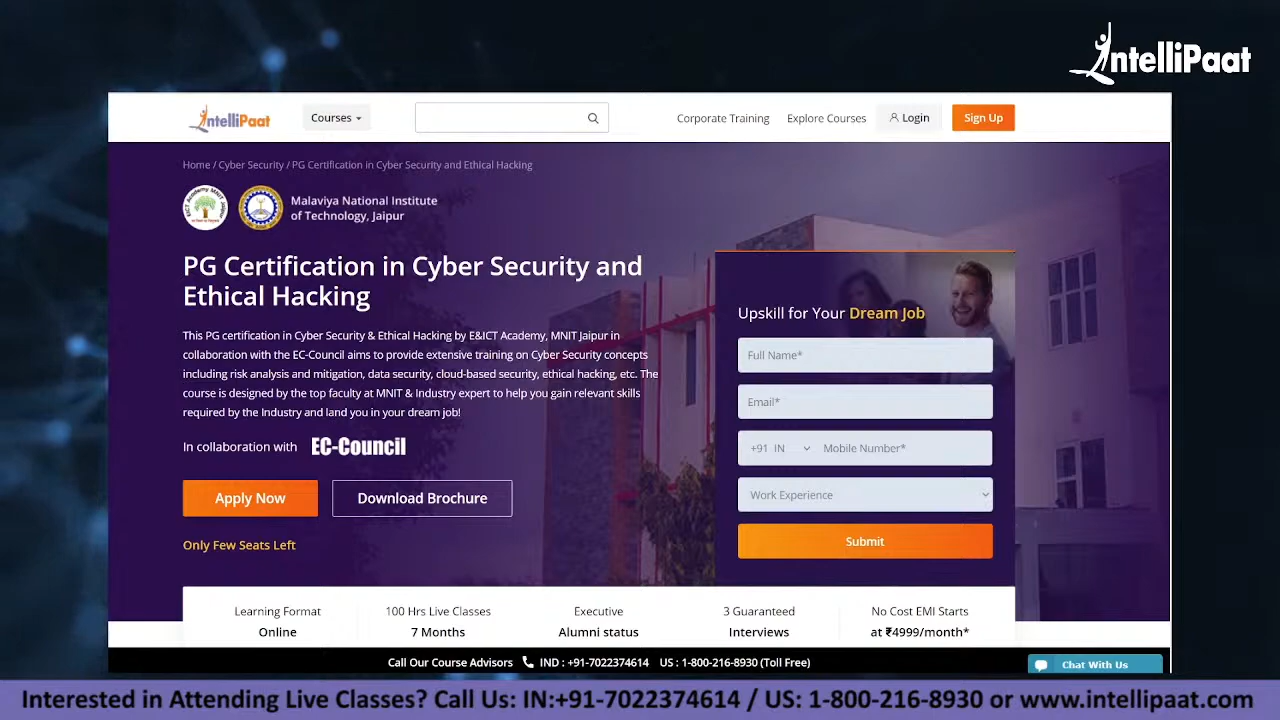 IntelliPaat
IntelliPaat
Courses
Corporate Training
Explore Courses
Login
Sign Up
Home / Cyber Security / PG Certification in Cyber Security and Ethical Hacking
Malaviya National Institute
of Technology, Jaipur
PG Certification in Cyber Security and
Ethical Hacking
This PG certification in Cyber Security & Ethical Hacking by E&ICT Academy, MNIT Jaipur in
collaboration with the EC-Council aims to provide extensive training on Cyber Security concepts
including risk analysis and mitigation, data security, cloud-based security, ethical hacking, etc. The
course is designed by the top faculty at MNIT & Industry expert to help you gain relevant skills
required by the Industry and land you in your dream job!
In collaboration with EC-Council
Apply Now
Download Brochure
Only Few Seats Left
Upskill for Your Dream Job
Full Name*
Email*
+91 IN
Mobile Number*
Work Experience
Submit
Learning Format
Online
100 Hrs Live Classes
7 Months
Executive
Alumni status
3 Guaranteed
Interviews
No Cost EMI Starts
at ₹4999/month*
Call Our Course Advisors IND : +91-7022374614 US : 1-800-216-8930 (Toll Free)
Chat With Us
Interested in Attending Live Classes? Call Us: IN:+91-7022374614 / US: 1-800-216-8930 or www.intellipaat.com